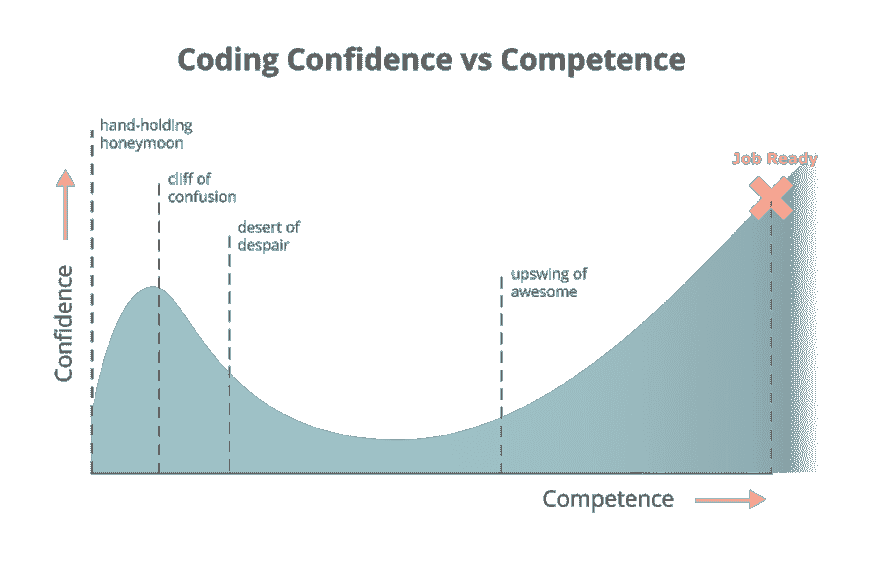 Coding Confidence vs Competence
hand-holding
honeymoon
cliff of
confusion
desert of
despair
upswing of
awesome
Job Ready
Confidence
Competence